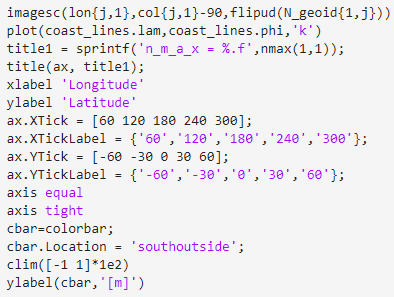 imagesc(lon{j,1},col{j,1}-90,flipud(N_geoid{1,j}))
plot(coast_lines.lam,coast_lines.phi,'k')
title1 = sprintf('n_m_a_x = %.f',nmax(1,1));
title(ax, title1);
xlabel 'Longitude'
ylabel 'Latitude'
ax.XTick = [60 120 180 240 300];
ax.XTickLabel = {'60','120','180','240','300'};
ax.YTick = [-60 -30 0 30 60];
ax.YTickLabel = {'-60','-30','0','30','60'};
axis equal
axis tight
cbar=colorbar;
cbar.Location = 'southoutside';
clim([-1 1]*1e2)
ylabel(cbar,'[m]')